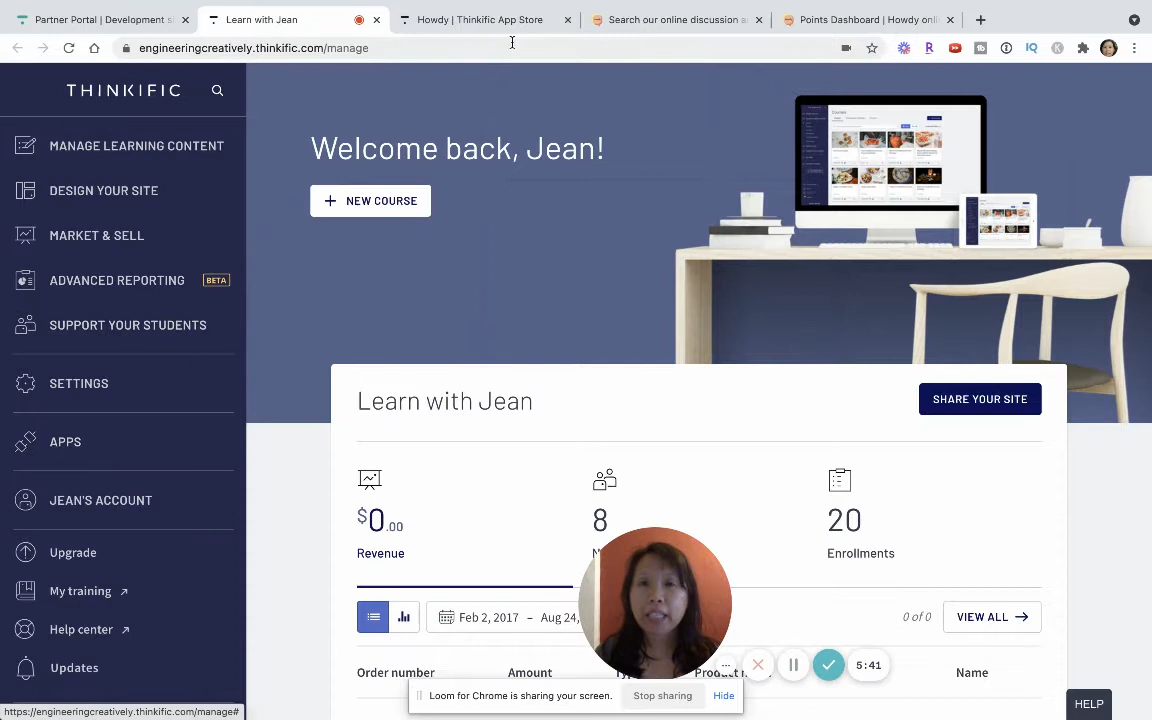 Partner Portal | Development si
Learn with Jean
Howdy | Thinkific App Store
Search our online discussion a
Points Dashboard | Howdy onli
engineeringcreatively.thinkific.com/manage
THINKIFIC
MANAGE LEARNING CONTENT
DESIGN YOUR SITE
MARKET & SELL
ADVANCED REPORTING BETA
SUPPORT YOUR STUDENTS
SETTINGS
APPS
JEAN'S ACCOUNT
Upgrade
My training
Help center
Updates
https://engineeringcreatively.thinkific.com/manage#
Welcome back, Jean!
+ NEW COURSE
Learn with Jean
SHARE YOUR SITE
$0.00
Revenue
8
20
Enrollments
Feb 2, 2017 – Aug 24,
0 of 0
VIEW ALL
Order number
Amount
Name
5:41
Loom for Chrome is sharing your screen.
Stop sharing
Hide
HELP